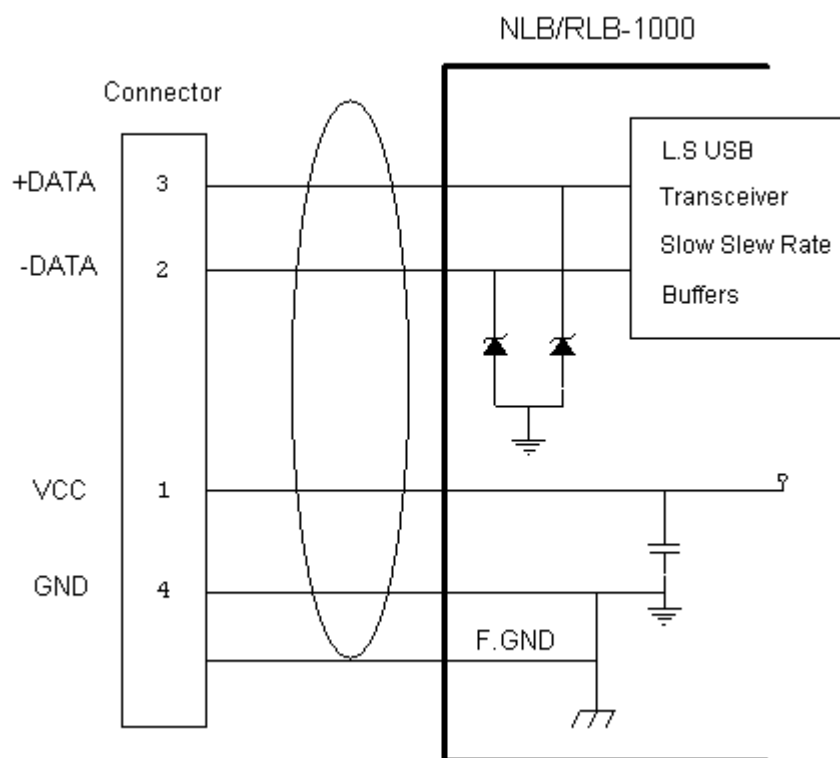 NLB/RLB-1000
Connector
L.S USB
+DATA 3
Transceiver
-DATA 2
Slow Slew Rate
Buffers
VCC 1
GND 4
F.GND